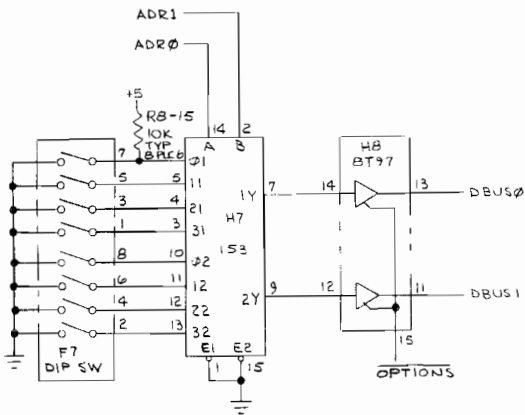 ADR1
ADRØ
+5
R8-15
10K
TYP
8 PLCS
14
2
A
B
H8
8T97
7
Ø1
5
5
11
3
4
21
1
3
31
8
10
Ø2
6
11
12
4
12
22
2
13
32
H7
153
1Y
7
14
13
DBUSØ
2Y
9
12
11
DBUS1
E1
E2
1
15
15
F7
DIP SW
OPTIONS